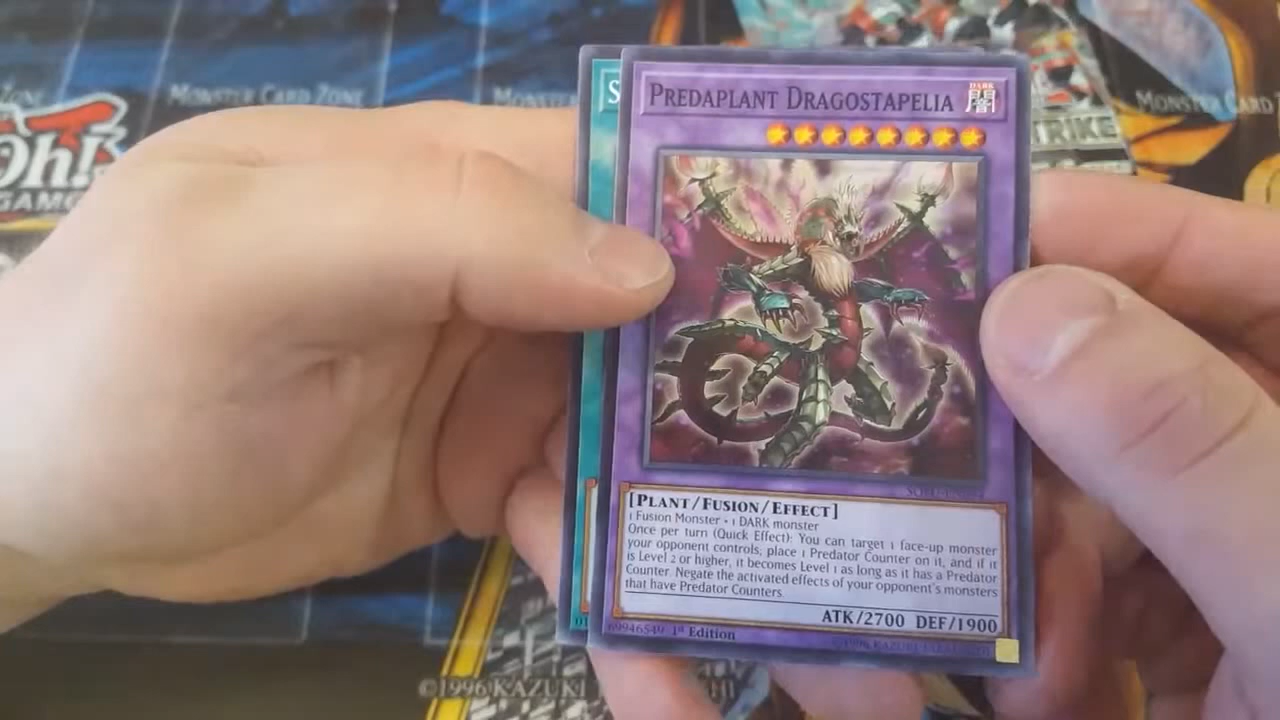 Monster Card Zone
Monster Card
Oh!
TRIKE
S
Predaplant Dragostapelia
DARK
闇
[Plant/Fusion/Effect]
1 Fusion Monster + 1 DARK monster
Once per turn (Quick Effect): You can target 1 face-up monster
your opponent controls; place 1 Predator Counter on it, and if it
is Level 2 or higher, it becomes Level 1 as long as it has a Predator
Counter. Negate the activated effects of your opponent's monsters
that have Predator Counters.
ATK/2700 DEF/1900
69946549 1st Edition
©1996 KAZUKI